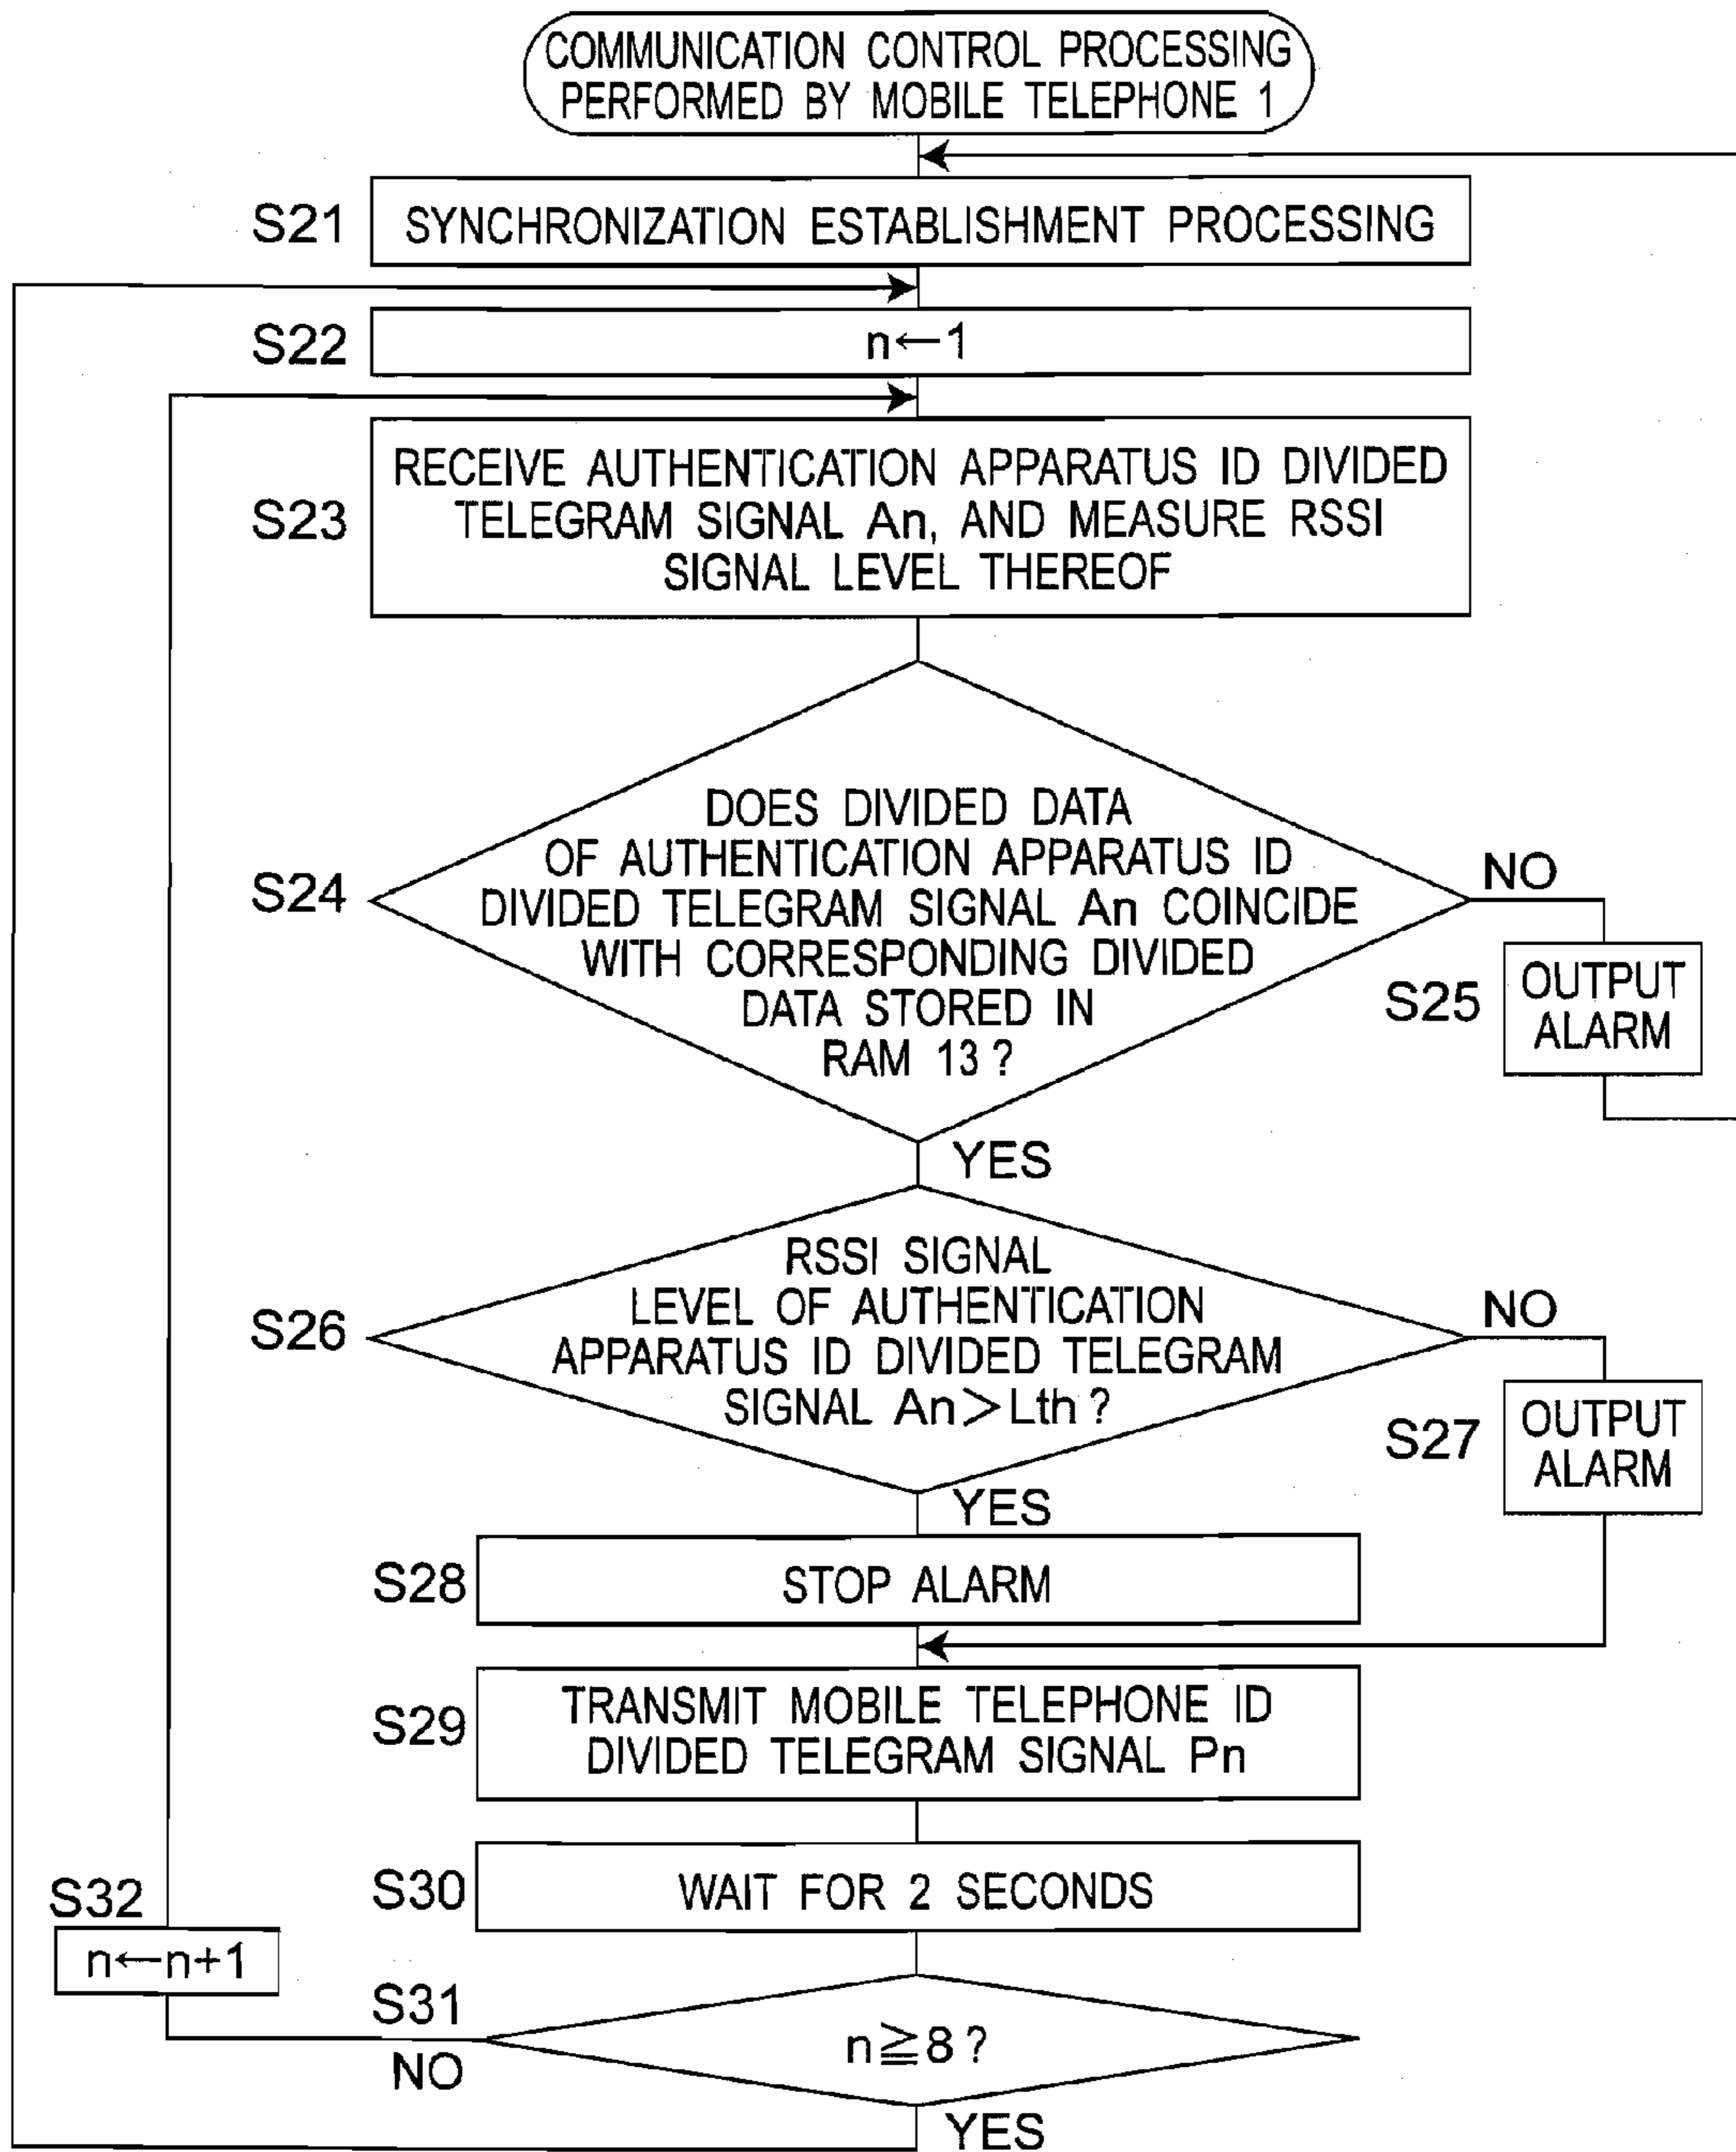 COMMUNICATION CONTROL PROCESSING
PERFORMED BY MOBILE TELEPHONE 1
S21
SYNCHRONIZATION ESTABLISHMENT PROCESSING
S22
n←1
S23
RECEIVE AUTHENTICATION APPARATUS ID DIVIDED
TELEGRAM SIGNAL An, AND MEASURE RSSI
SIGNAL LEVEL THEREOF
S24
DOES DIVIDED DATA
OF AUTHENTICATION APPARATUS ID
DIVIDED TELEGRAM SIGNAL An COINCIDE
WITH CORRESPONDING DIVIDED
DATA STORED IN
RAM 13?
NO
S25
OUTPUT
ALARM
YES
S26
RSSI SIGNAL
LEVEL OF AUTHENTICATION
APPARATUS ID DIVIDED TELEGRAM
SIGNAL An>Lth?
NO
S27
OUTPUT
ALARM
YES
S28
STOP ALARM
S29
TRANSMIT MOBILE TELEPHONE ID
DIVIDED TELEGRAM SIGNAL Pn
S30
WAIT FOR 2 SECONDS
S32
n←n+1
S31
n≧8?
NO
YES